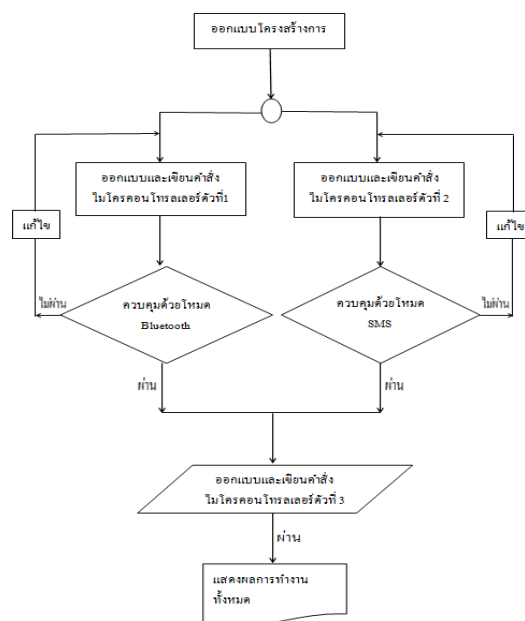 ออกแบบโครงสร้างการ
ออกแบบและเขียนคำสั่ง
ไมโครคอนโทรลเลอร์ตัวที่1
ออกแบบและเขียนคำสั่ง
ไมโครคอนโทรลเลอร์ตัวที่ 2
แก้ไข
แก้ไข
ไม่ผ่าน
ควบคุมด้วยโหมด
Bluetooth
ควบคุมด้วยโหมด
SMS
ไม่ผ่าน
ผ่าน
ผ่าน
ออกแบบและเขียนคำสั่ง
ไมโครคอนโทรลเลอร์ตัวที่ 3
ผ่าน
แสดงผลการทำงาน
ทั้งหมด